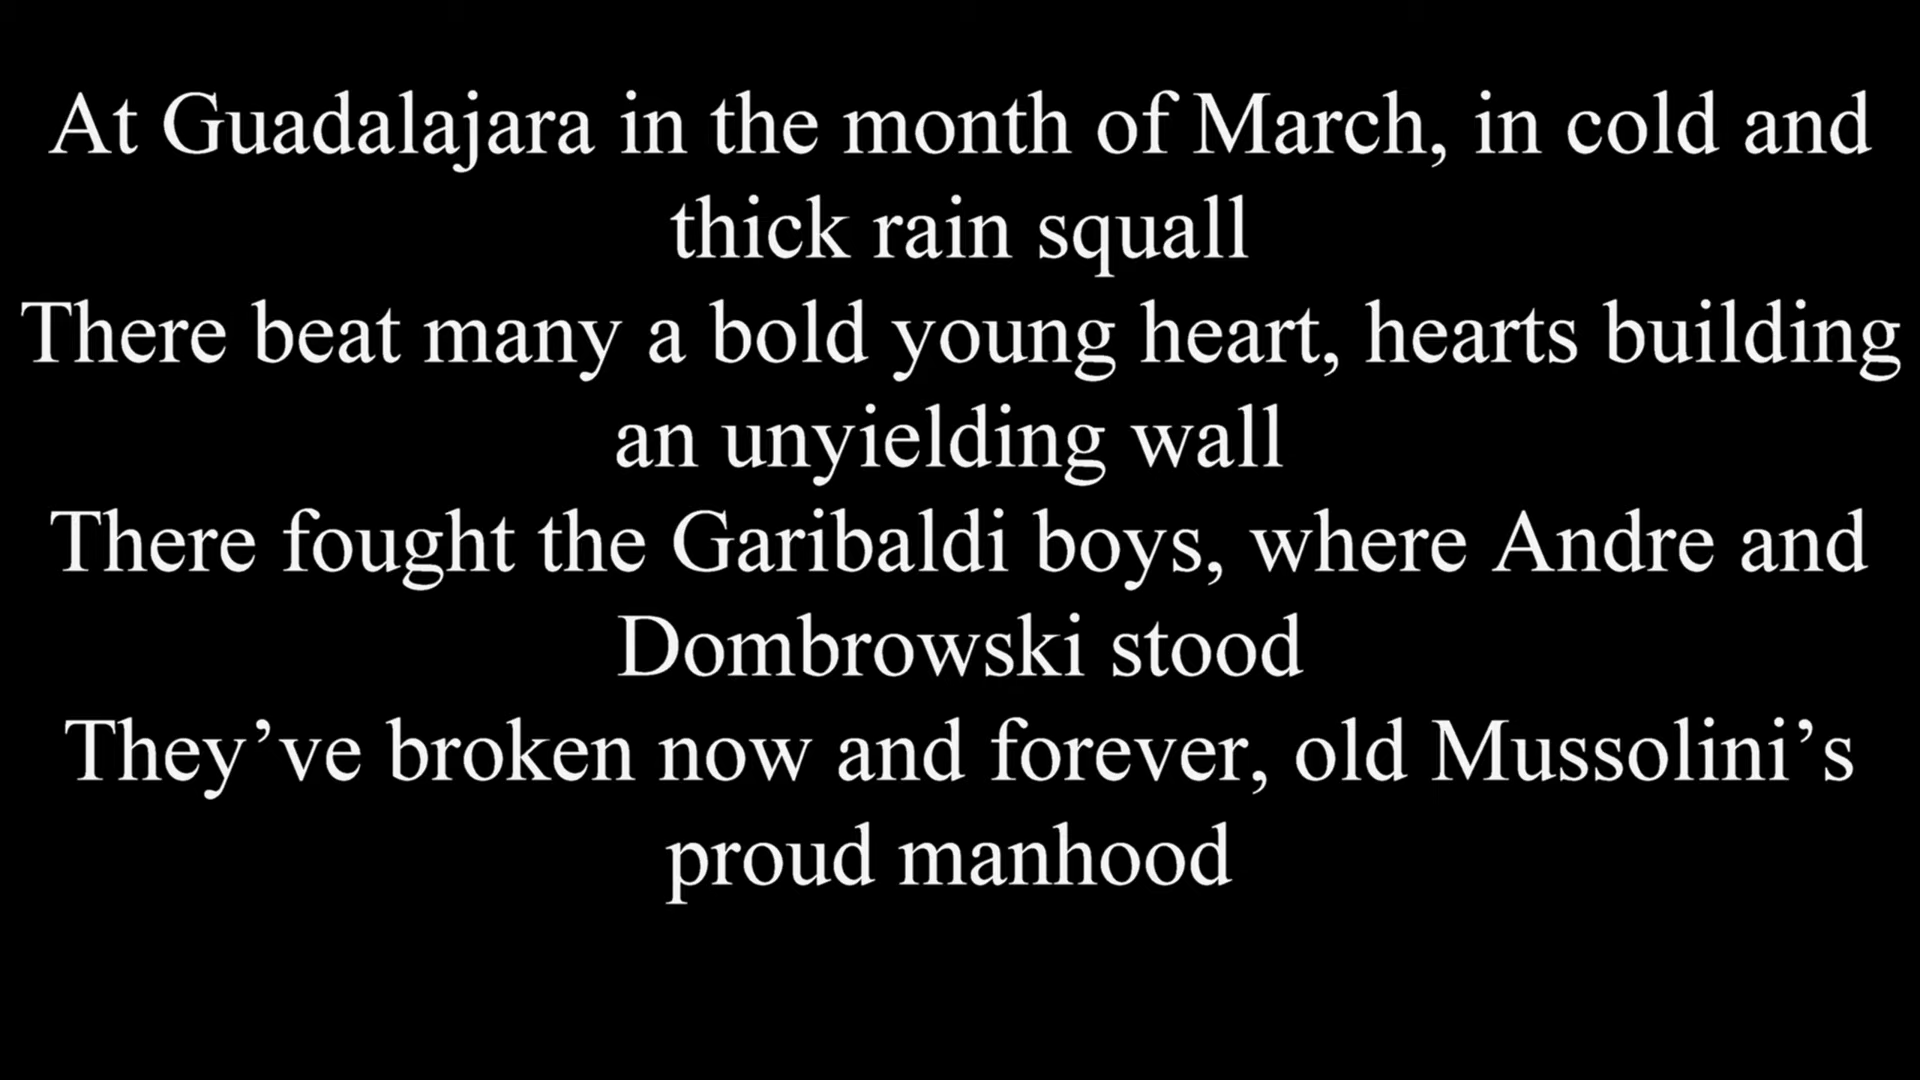 At Guadalajara in the month of March, in cold and
thick rain squall
There beat many a bold young heart, hearts building
an unyielding wall
There fought the Garibaldi boys, where Andre and
Dombrowski stood
They’ve broken now and forever, old Mussolini’s
proud manhood